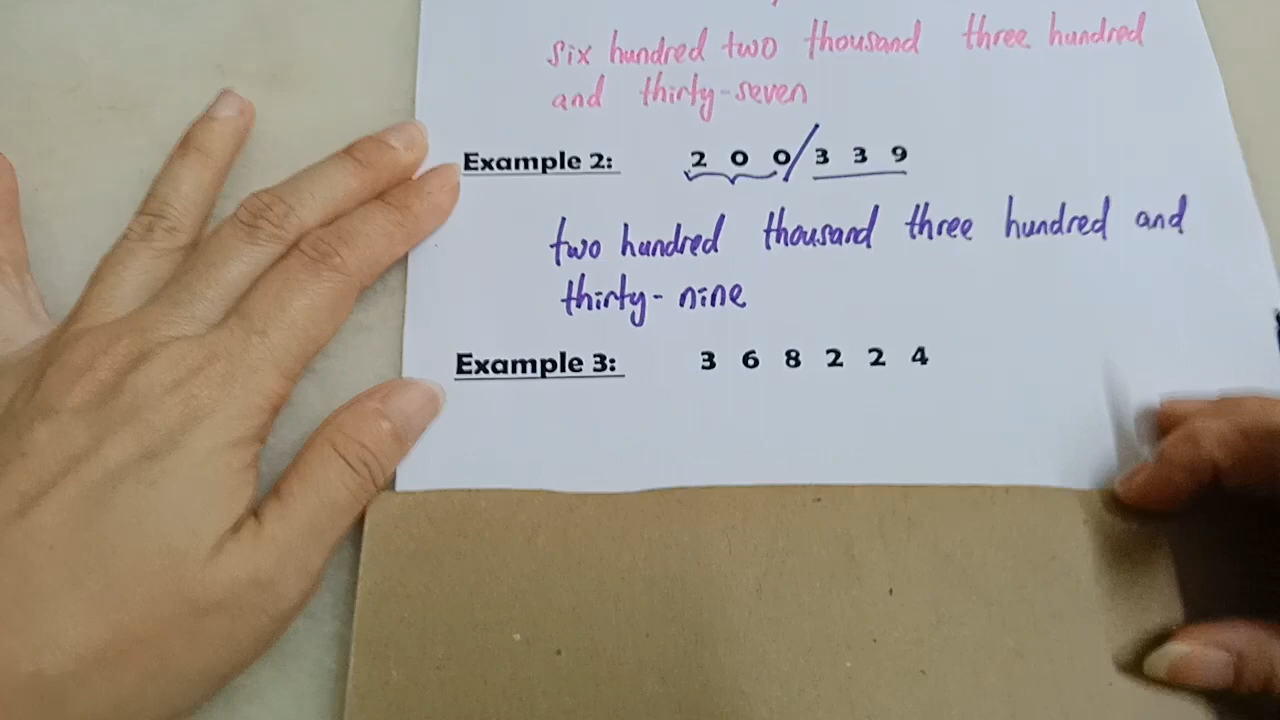 six hundred two thousand three hundred
and thirty-seven
Example 2: 2 0 0/3 3 9
two hundred thousand three hundred and
thirty-nine
Example 3: 3 6 8 2 2 4